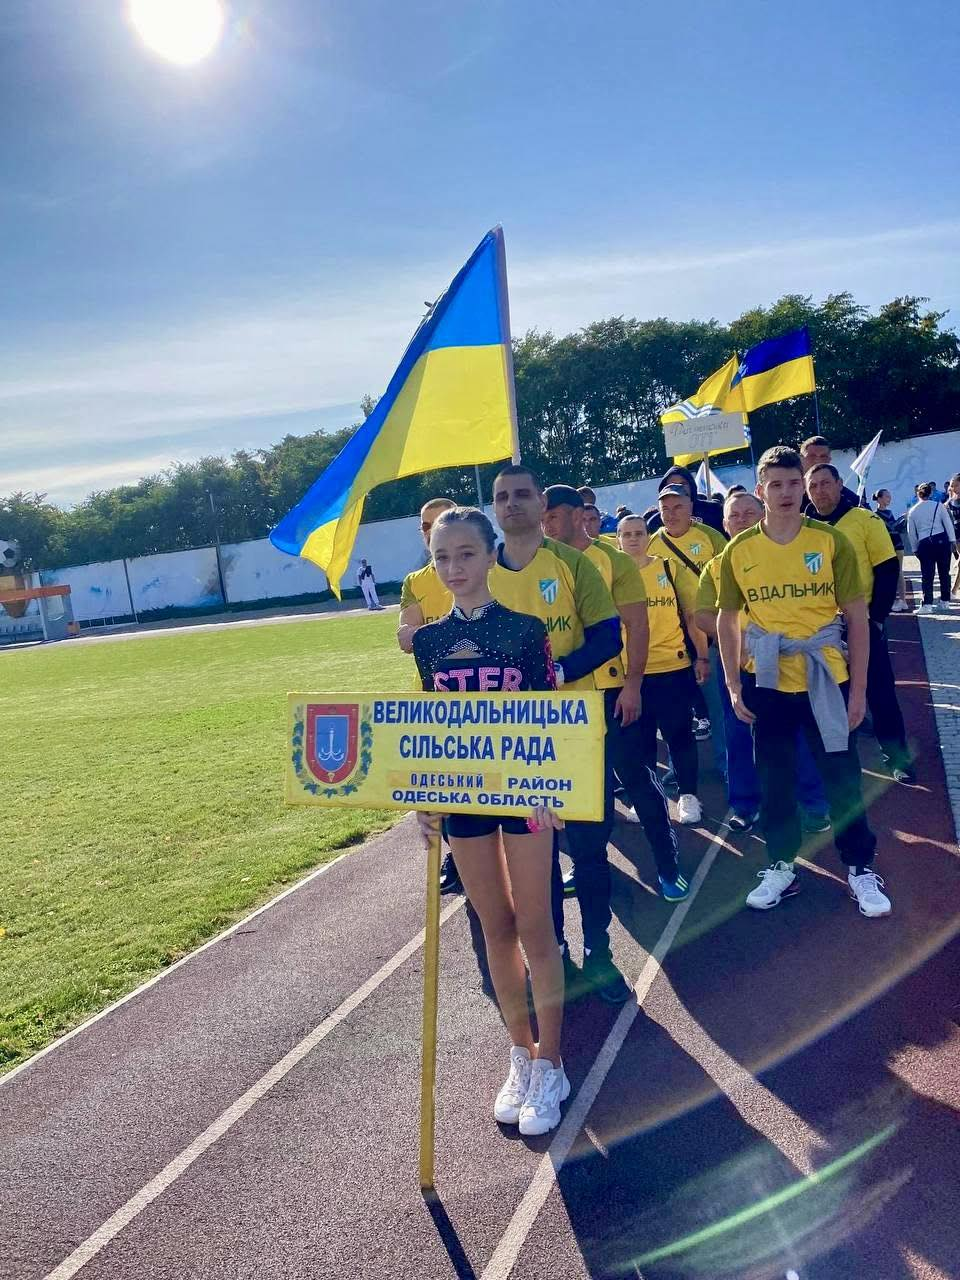 ВЕЛИКОДАЛЬНИЦЬКА
СІЛЬСЬКА РАДА
ОДЕСЬКИЙ РАЙОН
ОДЕСЬКА ОБЛАСТЬ
STER
В.ДАЛЬНИК
НИК
ЛЬНИК